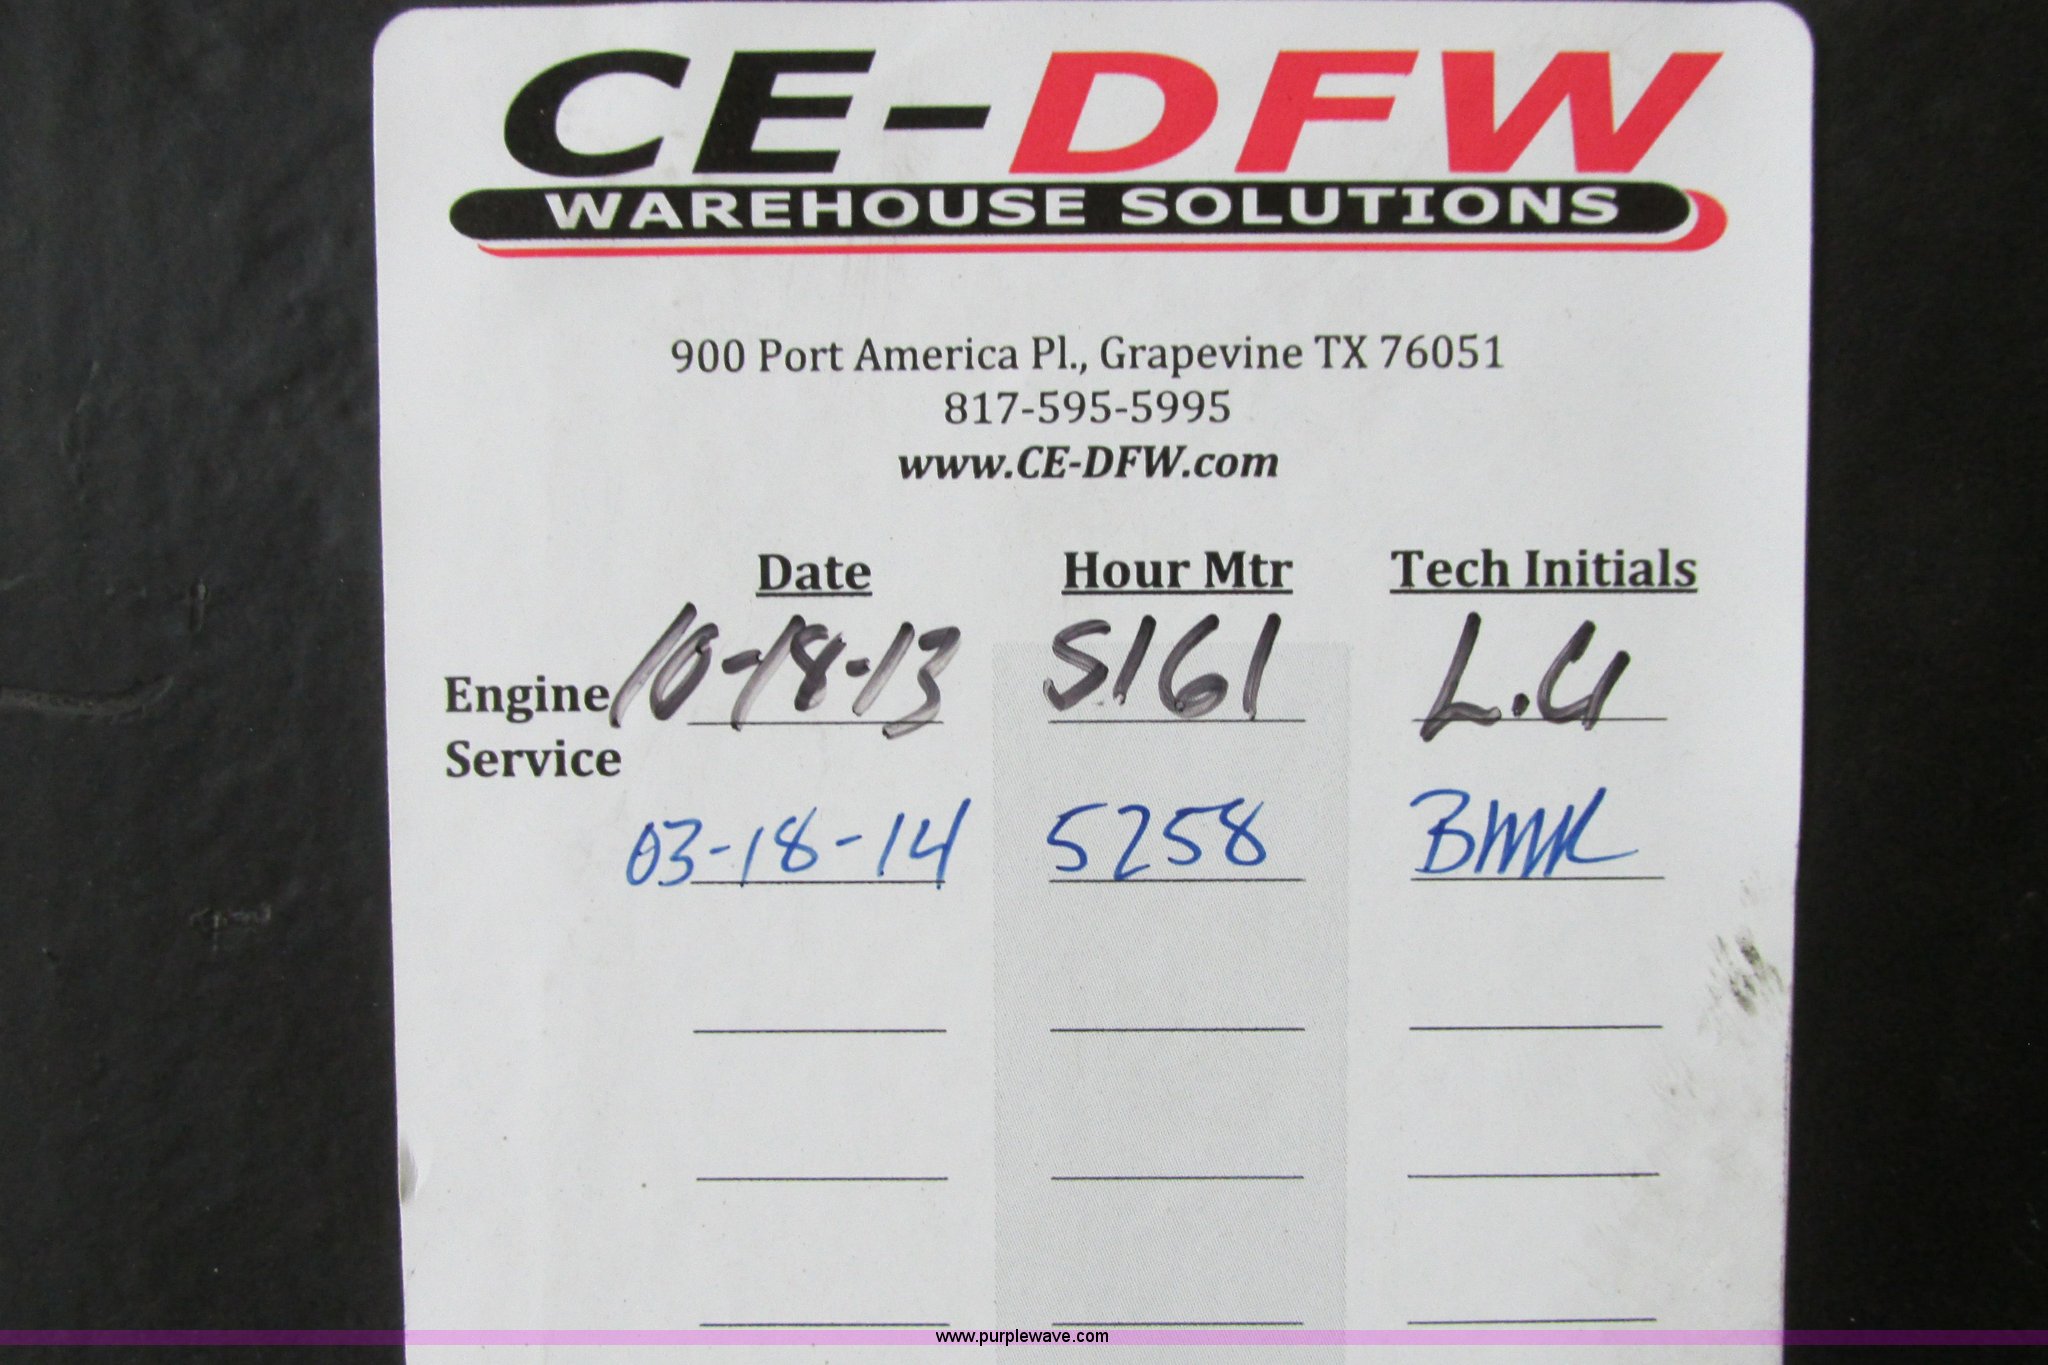 CE-DFW
WAREHOUSE SOLUTIONS
900 Port America Pl., Grapevine TX 76051
817-595-5995
www.CE-DFW.com
Date Hour Mtr Tech Initials
Engine 10-18-13 5161 L.G
Service
03-18-14 5258 BMK
www.purplewave.com